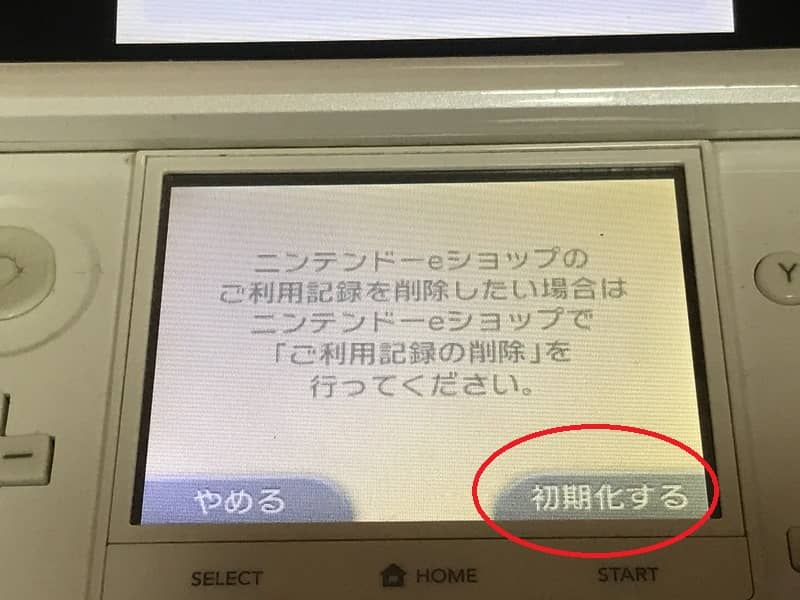 ニンテンドーeショップの
ご利用記録を削除したい場合は
ニンテンドーeショップで
「ご利用記録の削除」を
行ってください。
やめる
初期化する
SELECT
HOME
START
Y